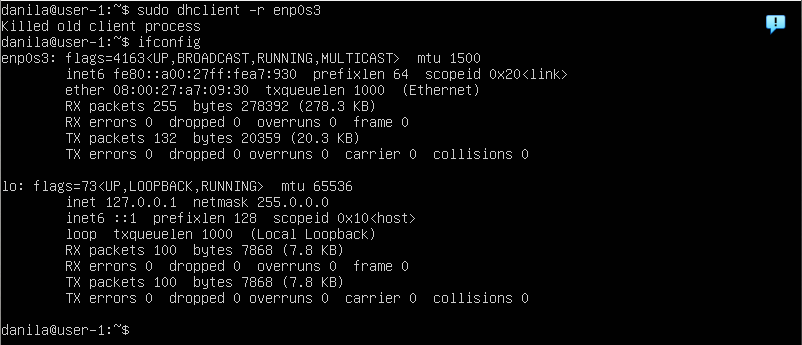 danila@user-1:~$ sudo dhclient -r enp0s3
Killed old client process
danila@user-1:~$ ifconfig
enp0s3: flags=4163<UP,BROADCAST,RUNNING,MULTICAST>  mtu 1500
        inet6 fe80::a00:27ff:fea7:930  prefixlen 64  scopeid 0x20<link>
        ether 08:00:27:a7:09:30  txqueuelen 1000  (Ethernet)
        RX packets 255  bytes 278392 (278.3 KB)
        RX errors 0  dropped 0  overruns 0  frame 0
        TX packets 132  bytes 20359 (20.3 KB)
        TX errors 0  dropped 0 overruns 0  carrier 0  collisions 0

lo: flags=73<UP,LOOPBACK,RUNNING>  mtu 65536
        inet 127.0.0.1  netmask 255.0.0.0
        inet6 ::1  prefixlen 128  scopeid 0x10<host>
        loop  txqueuelen 1000  (Local Loopback)
        RX packets 100  bytes 7868 (7.8 KB)
        RX errors 0  dropped 0  overruns 0  frame 0
        TX packets 100  bytes 7868 (7.8 KB)
        TX errors 0  dropped 0 overruns 0  carrier 0  collisions 0

danila@user-1:~$